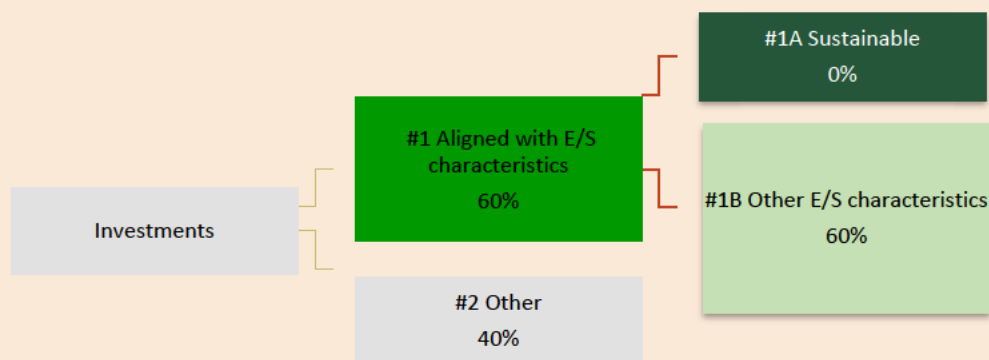 #1A Sustainable
0%
#1 Aligned with E/S
characteristics
60%
#1B Other E/S characteristics
60%
Investments
#2 Other
40%